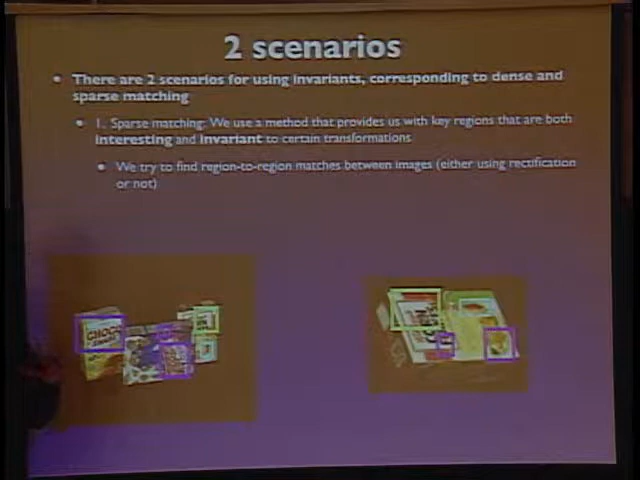 2 scenarios
There are 2 scenarios for using invariants, corresponding to dense and
sparse matching
1. Sparse matching: We use a method that provides us with key regions that are both
interesting and invariant to certain transformations
We try to find region-to-region matches between images (either using rectification
or not)
CHOCO